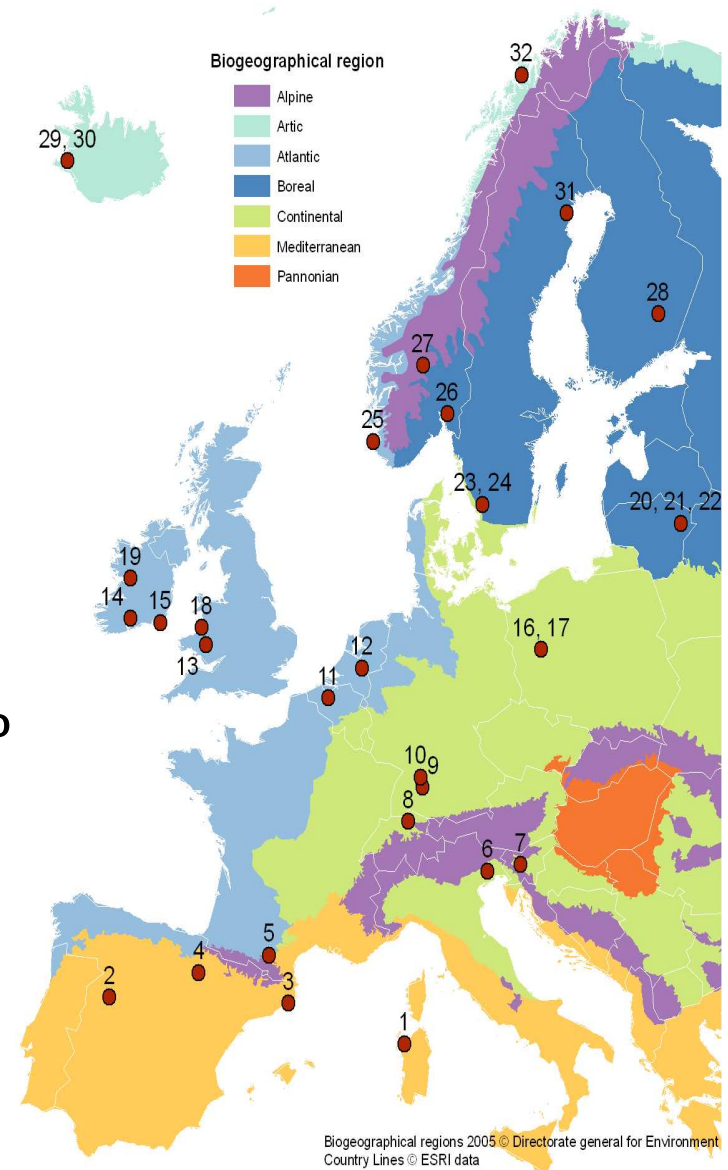 32
Biogeographical region
Alpine
Artic
29, 30
Atlantic
Boreal
31
Continental
Mediterranean
Pannonian
28
27
26
25
23, 24
20, 21, 22
19
14
15
18
16, 17
12
13
11
10
9
8
7
6
5
4
2
3
1
Biogeographical regions 2005 © Directorate general for Environment
Country Lines © ESRI data